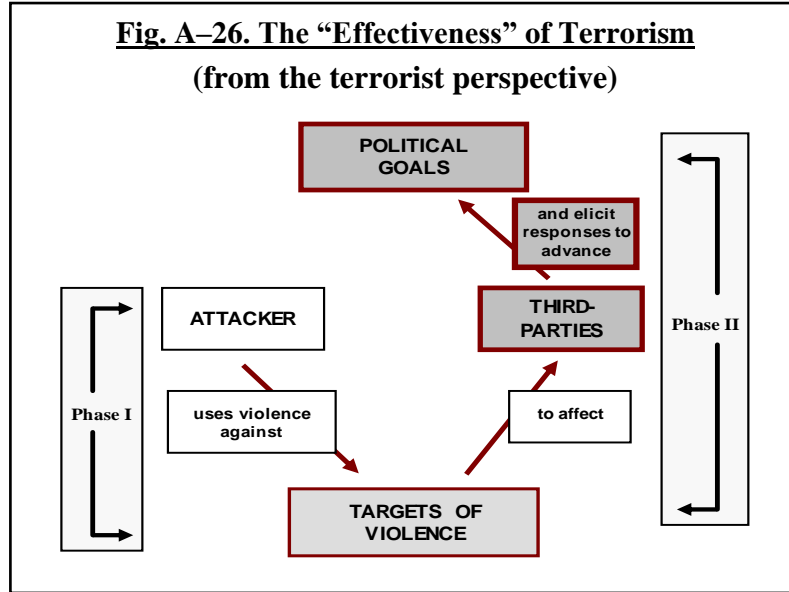 Fig. A–26. The “Effectiveness” of Terrorism
(from the terrorist perspective)
POLITICAL
GOALS
and elicit
responses to
advance
ATTACKER
THIRD-
PARTIES
Phase II
Phase I
uses violence
against
to affect
TARGETS OF
VIOLENCE